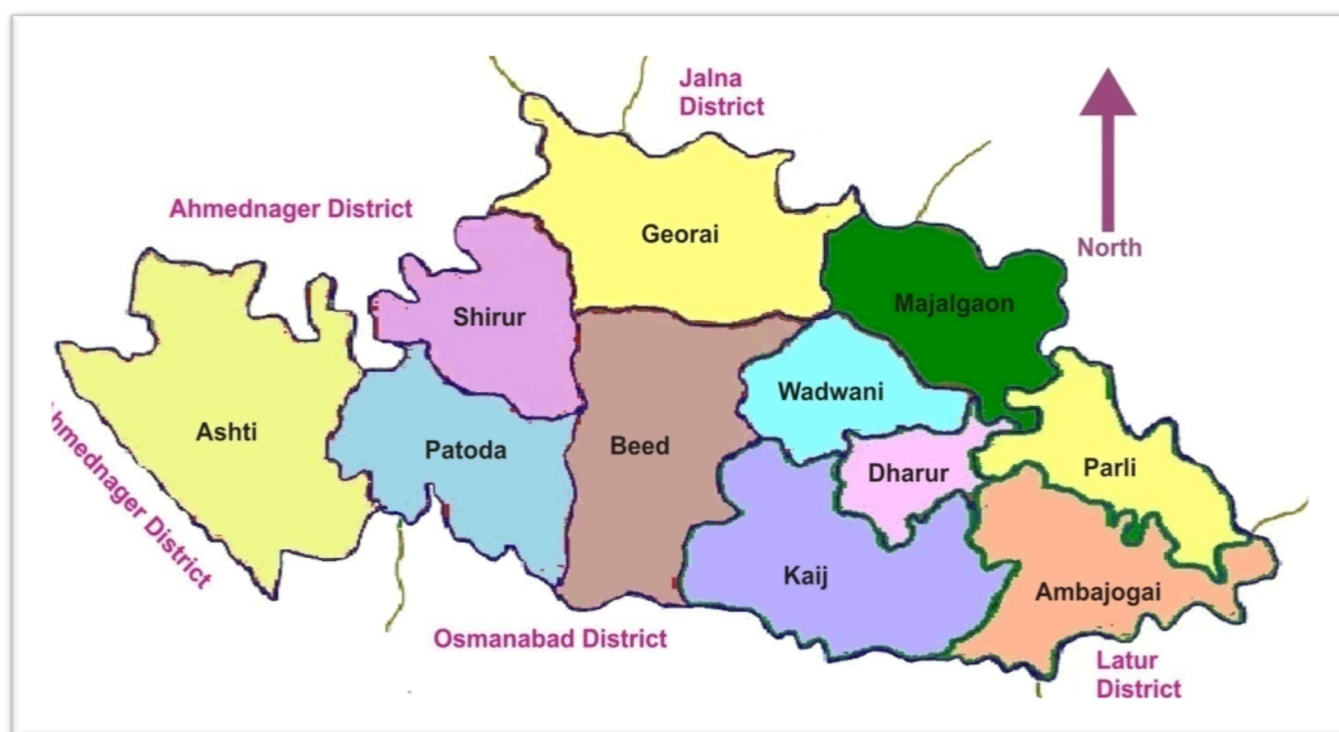 Jalna
District
Ahmednager District
North
Georai
Majalgaon
Shirur
Wadwani
Ashti
Patoda
Beed
Dharur
Parli
Ahmednager District
Kaij
Ambajogai
Osmanabad District
Latur
District